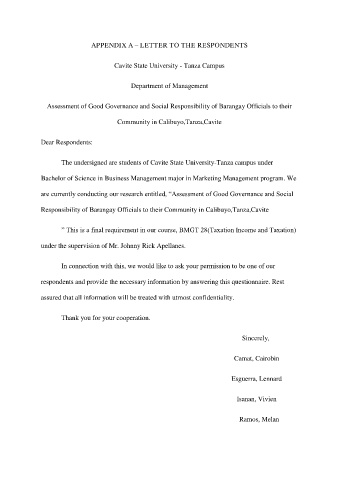 APPENDIX A – LETTER TO THE RESPONDENTS
Cavite State University - Tanza Campus
Department of Management
Assessment of Good Governance and Social Responsibility of Barangay Officials to their
Community in Calibuyo,Tanza,Cavite
Dear Respondents:
The undersigned are students of Cavite State University-Tanza campus under
Bachelor of Science in Business Management major in Marketing Management program. We
are currently conducting our research entitled, “Assessment of Good Governance and Social
Responsibility of Barangay Officials to their Community in Calibuyo,Tanza,Cavite
” This is a final requirement in our course, BMGT 28(Taxation Income and Taxation)
under the supervision of Mr. Johnny Rick Apellanes.
In connection with this, we would like to ask your permission to be one of our
respondents and provide the necessary information by answering this questionnaire. Rest
assured that all information will be treated with utmost confidentiality.
Thank you for your cooperation.
Sincerely,
Camat, Cairobin
Esguerra, Lennard
Isanan, Vivien
Ramos, Melan